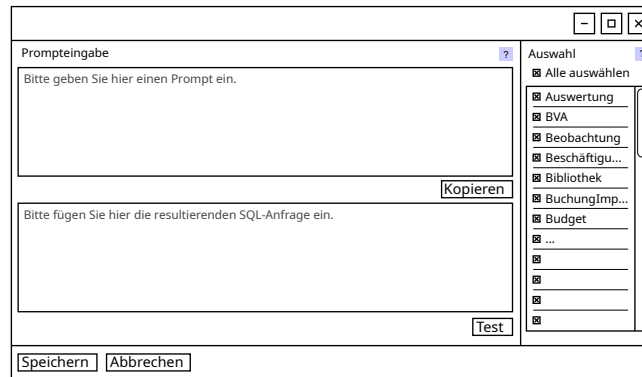 Prompteingabe
?
Bitte geben Sie hier einen Prompt ein.
Kopieren
Bitte fügen Sie hier die resultierenden SQL-Anfrage ein.
Test
Auswahl
?
Alle auswählen
Auswertung
BVA
Beobachtung
Beschäftigu...
Bibliothek
BuchungImp...
Budget
...
Speichern
Abbrechen